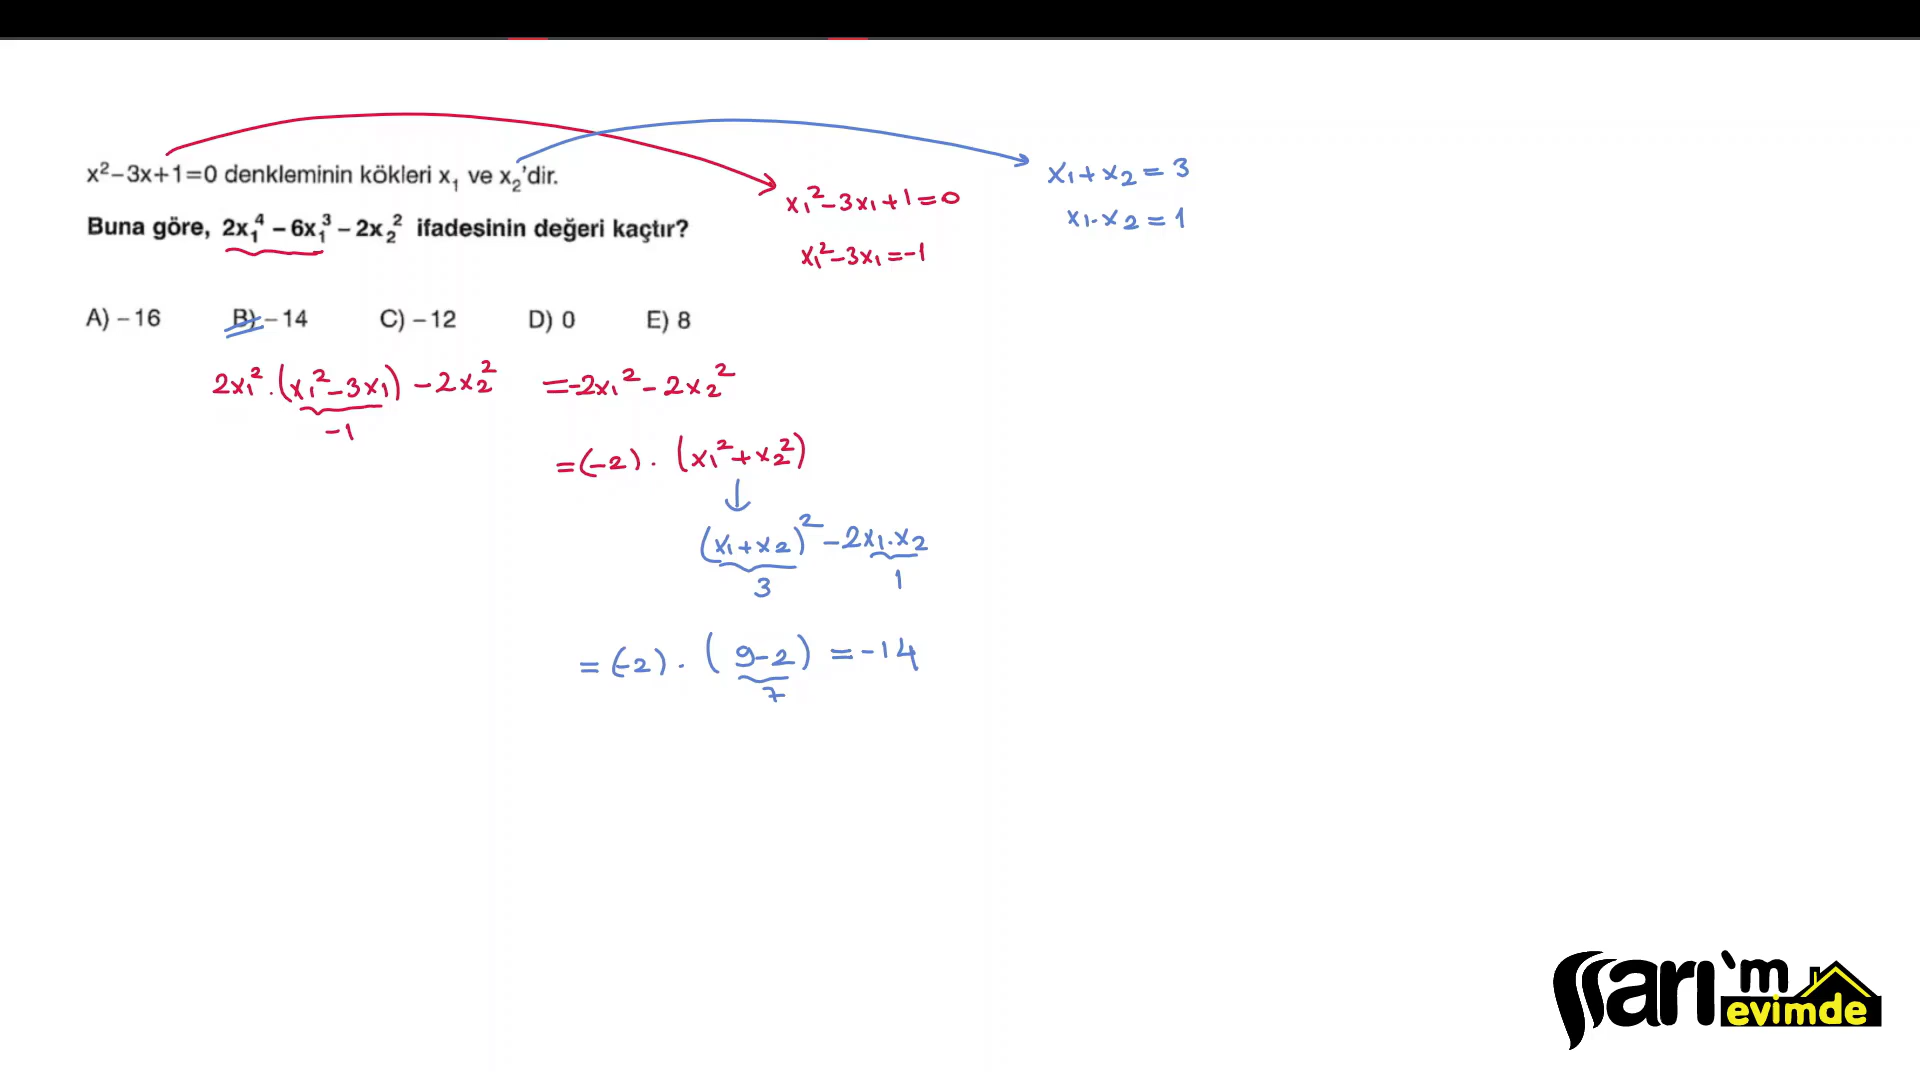 x²−3x+1=0 denkleminin kökleri x₁ ve x₂'dir.
Buna göre, 2x₁⁴ − 6x₁³ − 2x₂² ifadesinin değeri kaçtır?
A) −16 B) −14 C) −12 D) 0 E) 8
x₁²−3x₁+1=0
x₁²−3x₁=−1
x₁+x₂=3
x₁.x₂=1
2x₁².(x₁²−3x₁)−2x₂² =−2x₁²−2x₂²
−1
=(−2).(x₁²+x₂²)
↓
(x₁+x₂)²−2x₁.x₂
3 1
=(−2).(9−2)=−14
7
sarı'm
evimde